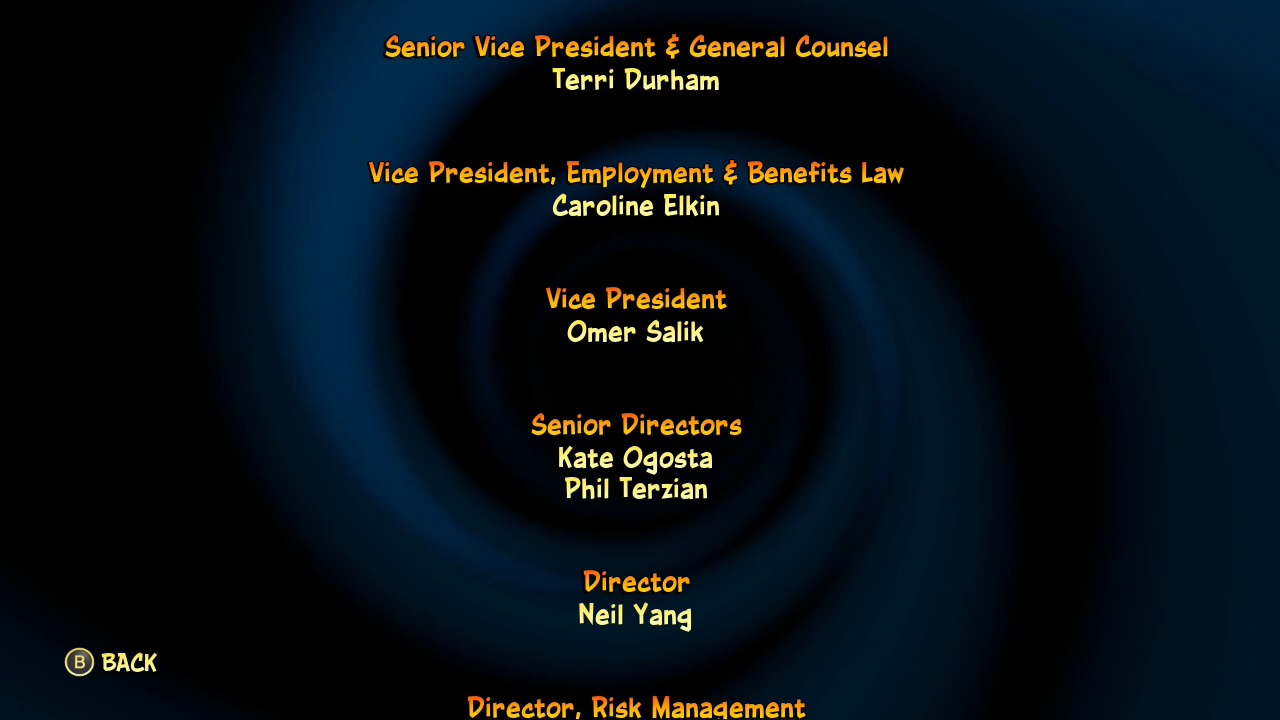 Senior Vice President & General Counsel
Terri Durham
Vice President, Employment & Benefits Law
Caroline Elkin
Vice President
Omer Salik
Senior Directors
Kate Ogosta
Phil Terzian
Director
Neil Yang
B BACK
Director, Risk Management